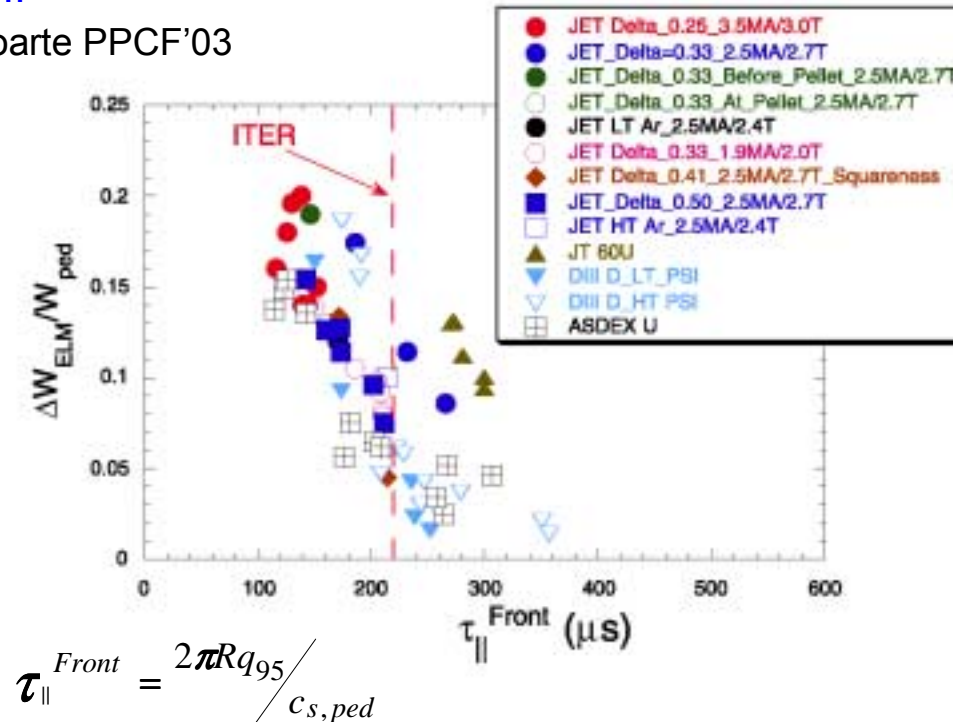 parte PPCF'03
JET Delta_0.25_3.5MA/3.0T
JET_Delta=0.33_2.5MA/2.7T
JET_Delta_0.33_Before_Pellet_2.5MA/2.7T
JET_Delta_0.33_At_Pellet_2.5MA/2.7T
JET LT Ar_2.5MA/2.4T
JET Delta_0.33_1.9MA/2.0T
JET Delta_0.41_2.5MA/2.7T_Squareness
JET_Delta_0.50_2.5MA/2.7T
JET HT Ar_2.5MA/2.4T
JT 60U
DIII D_LT_PSI
DIII D_HT PSI
ASDEX U
ITER
0.25
0.2
0.15
0.1
0.05
0
ΔW_ELM/W_ped
0 100 200 300 400 500 600
τ_||^Front (μs)
τ_||^Front = 2πRq_95/c_s,ped